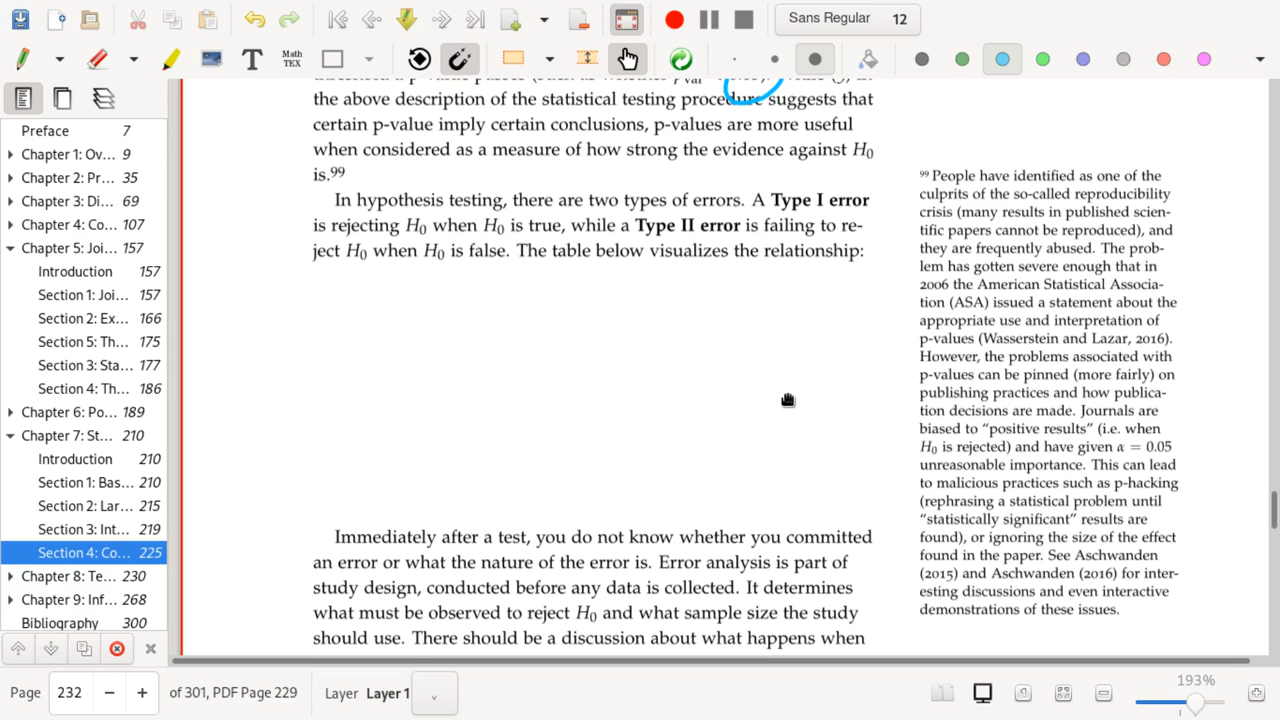 Sans Regular 12
T
Math
TEX
Preface 7
Chapter 1: Ov... 9
Chapter 2: Pr... 35
Chapter 3: Di... 69
Chapter 4: Co... 107
Chapter 5: Joi... 157
Introduction 157
Section 1: Joi... 157
Section 2: Ex... 166
Section 5: Th... 175
Section 3: Sta... 177
Section 4: Th... 186
Chapter 6: Po... 189
Chapter 7: St... 210
Introduction 210
Section 1: Bas... 210
Section 2: Lar... 215
Section 3: Int... 219
Section 4: Co... 225
Chapter 8: Te... 230
Chapter 9: Inf... 268
Bibliography 300
the above description of the statistical testing procedure suggests that
certain p-value imply certain conclusions, p-values are more useful
when considered as a measure of how strong the evidence against H₀
is.⁹⁹
In hypothesis testing, there are two types of errors. A Type I error
is rejecting H₀ when H₀ is true, while a Type II error is failing to re-
ject H₀ when H₀ is false. The table below visualizes the relationship:
Immediately after a test, you do not know whether you committed
an error or what the nature of the error is. Error analysis is part of
study design, conducted before any data is collected. It determines
what must be observed to reject H₀ and what sample size the study
should use. There should be a discussion about what happens when
⁹⁹ People have identified as one of the
culprits of the so-called reproducibility
crisis (many results in published scien-
tific papers cannot be reproduced), and
they are frequently abused. The prob-
lem has gotten severe enough that in
2006 the American Statistical Associa-
tion (ASA) issued a statement about the
appropriate use and interpretation of
p-values (Wasserstein and Lazar, 2016).
However, the problems associated with
p-values can be pinned (more fairly) on
publishing practices and how publica-
tion decisions are made. Journals are
biased to “positive results” (i.e. when
H₀ is rejected) and have given α = 0.05
unreasonable importance. This can lead
to malicious practices such as p-hacking
(rephrasing a statistical problem until
“statistically significant” results are
found), or ignoring the size of the effect
found in the paper. See Aschwanden
(2015) and Aschwanden (2016) for inter-
esting discussions and even interactive
demonstrations of these issues.
Page 232 of 301, PDF Page 229
Layer Layer 1
193%